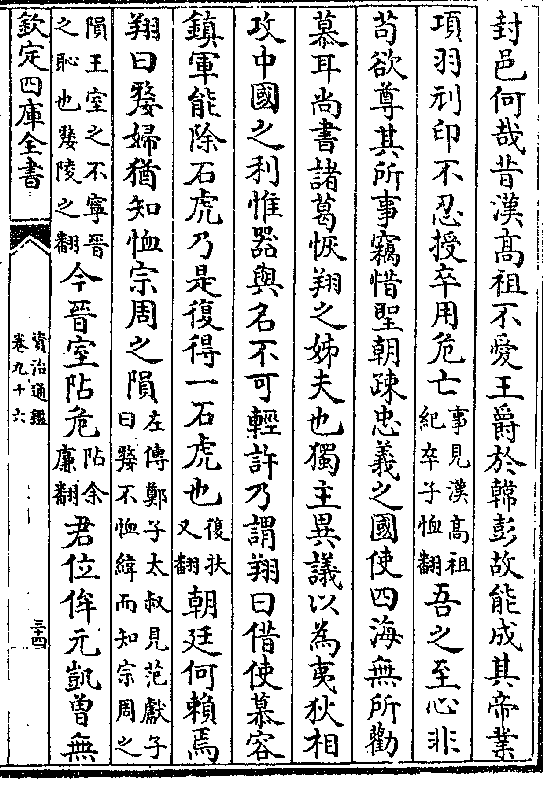 封邑何哉昔漢髙祖不愛王爵於韓彭故能成其帝業
項羽刓印不忍授卒用危亡事見漢髙祖紀卒子恤翻吾之至心非
苟欲尊其所事竊惜聖朝疎忠義之國使四海無所勸
慕耳尚書諸葛恢翔之姊夫也獨主異議以為夷狄相
攻中國之利惟器與名不可輕許乃謂翔曰借使慕容
鎮軍能除石虎乃是復得一石虎也復扶又翻朝廷何賴焉
翔曰嫠婦猶知恤宗周之隕左傳鄭子太叔見范獻子曰嫠不恤緯而知宗周之
隕王室之不寧晉之恥也嫠陵之翻今晉室阽危阽余亷翻君位侔元凱曽無
欽定四庫全書
資治通鑑
卷九十六
三十四